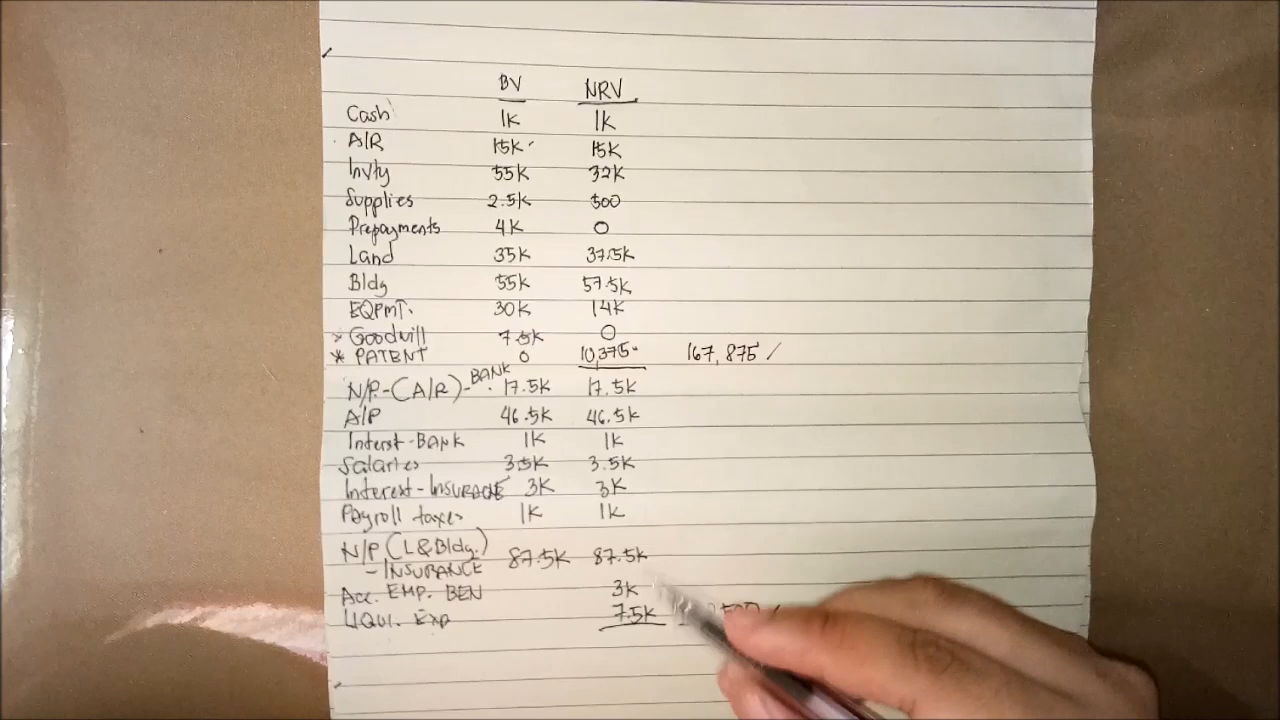 BV NRV
Cash 1K 1K
A/R 15K 15K
Invty 55K 32K
Supplies 2.5K 500
Prepayments 4K 0
Land 35K 37.5K
Bldg 55K 57.5K
EQPMT. 30K 14K
Goodwill 7.5K 0
* PATENT 0 10,375 167,875 /
N/P-(A/R)-BANK 17.5K 17.5K
A/P 46.5K 46.5K
Interst-BANK 1K 1K
Salaries 3.5K 3.5K
Interest-INSURANCE 3K 3K
Payroll taxes 1K 1K
N/P (L&Bldg.)
-INSURANCE 87.5K 87.5K
Acc. EMP. BEN 3K
LIQUI. EXP 7.5K